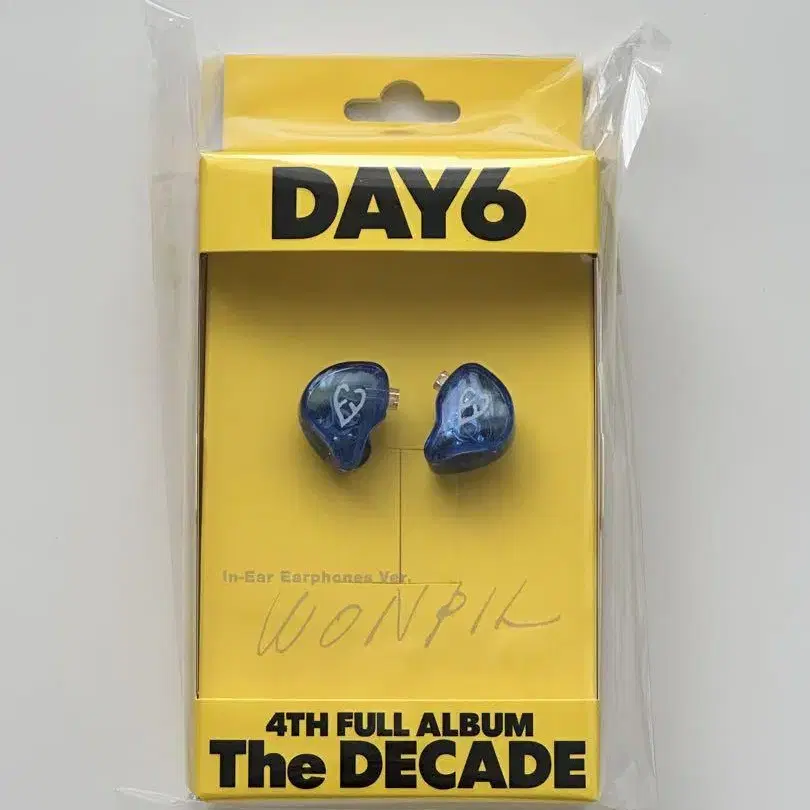 DAY6
In-Ear Earphones Ver.
WONPIL
4TH FULL ALBUM
The DECADE